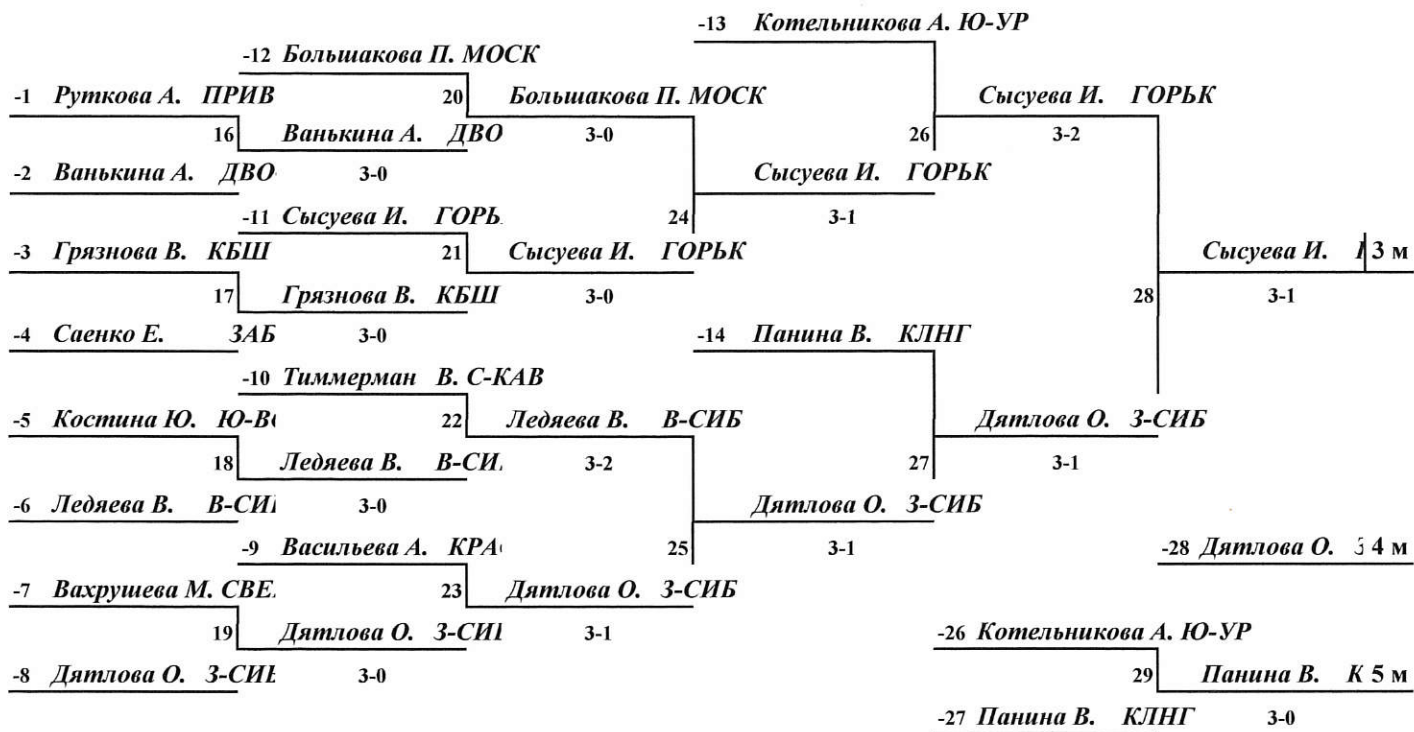 -13 Котельникова А. Ю-УР
-12 Большакова П. МОСК
-1 Руткова А. ПРИВ 20 Большакова П. МОСК Сысуева И. ГОРЬК
16 Ванькина А. ДВО 3-0 26 3-2
-2 Ванькина А. ДВО 3-0 Сысуева И. ГОРЬК
-11 Сысуева И. ГОРЬ 24 3-1
-3 Грязнова В. КБШ 21 Сысуева И. ГОРЬК Сысуева И. 3 м
17 Грязнова В. КБШ 3-0 28 3-1
-4 Саенко Е. ЗАБ 3-0 -14 Панина В. КЛНГ
-10 Тиммерман В. С-КАВ
-5 Костина Ю. Ю-В 22 Ледяева В. В-СИБ Дятлова О. З-СИБ
18 Ледяева В. В-СИ 3-2 27 3-1
-6 Ледяева В. В-СИ 3-0 Дятлова О. З-СИБ
-9 Васильева А. КРА 25 3-1 -28 Дятлова О. 4 м
-7 Вахрушева М. СВЕ 23 Дятлова О. З-СИБ
19 Дятлова О. З-СИ 3-1 -26 Котельникова А. Ю-УР
-8 Дятлова О. З-СИБ 3-0 29 Панина В. К 5 м
-27 Панина В. КЛНГ 3-0